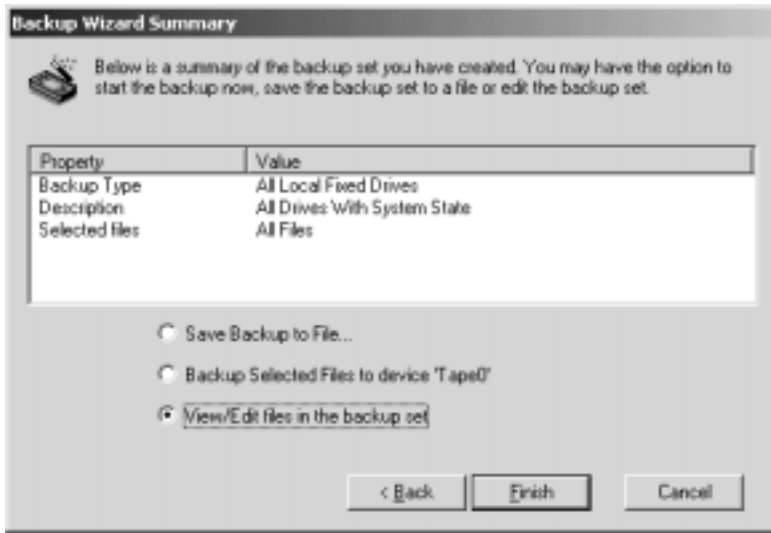 Backup Wizard Summary
Below is a summary of the backup set you have created. You may have the option to
start the backup now, save the backup set to a file or edit the backup set.
Property Value
Backup Type All Local Fixed Drives
Description All Drives With System State
Selected files All Files
Save Backup to File...
Backup Selected Files to device 'Tape0'
View/Edit files in the backup set
< Back Finish Cancel